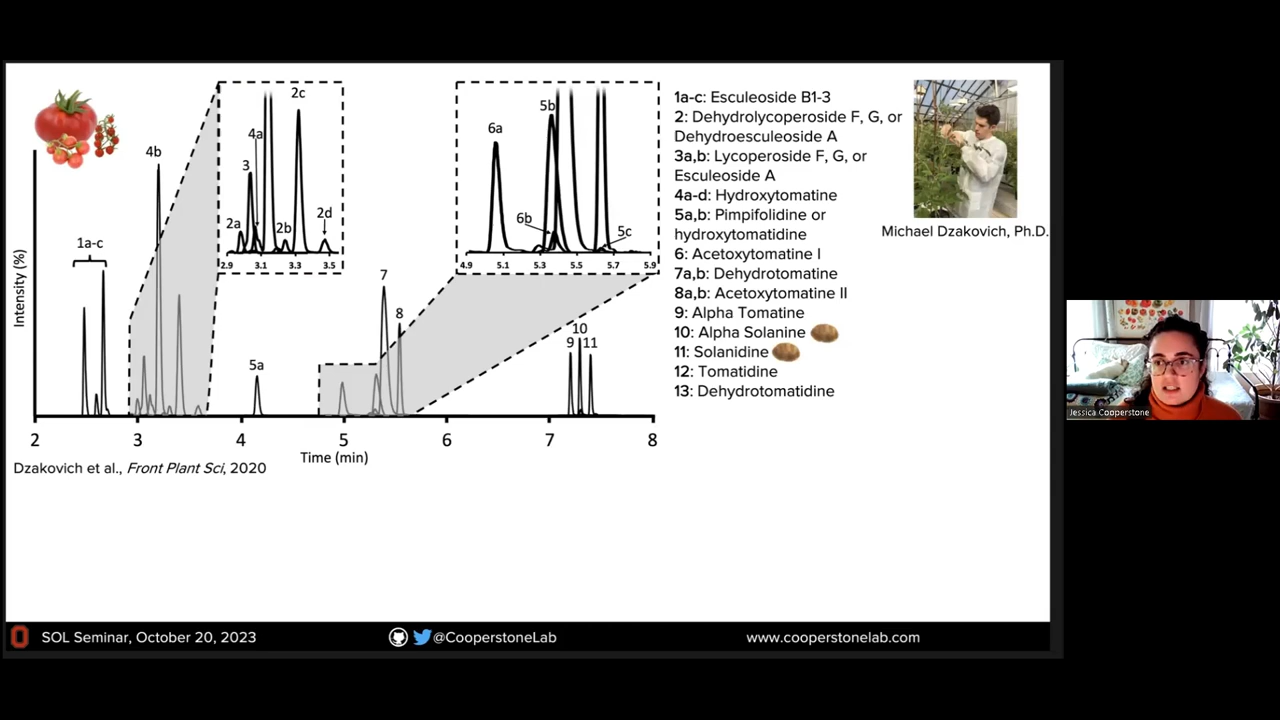 1a-c: Esculeoside B1-3
2: Dehydrolycoperoside F, G, or
Dehydroesculeoside A
3a,b: Lycoperoside F, G, or
Esculeoside A
4a-d: Hydroxytomatine
5a,b: Pimpifolidine or
hydroxytomatidine
6: Acetoxytomatine I
7a,b: Dehydrotomatine
8a,b: Acetoxytomatine II
9: Alpha Tomatine
10: Alpha Solanine
11: Solanidine
12: Tomatidine
13: Dehydrotomatidine
Michael Dzakovich, Ph.D.
Intensity (%)
1a-c
4b
5a
7
8
10
9 11
2 3 4 5 6 7 8
Time (min)
2c
4a
3
2a
2b
2d
2.9 3.1 3.3 3.5
5b
6a
6b
5c
4.9 5.1 5.3 5.5 5.7 5.9
Dzakovich et al., Front Plant Sci, 2020
SOL Seminar, October 20, 2023
@CooperstoneLab
www.cooperstonelab.com
Jessica Cooperstone